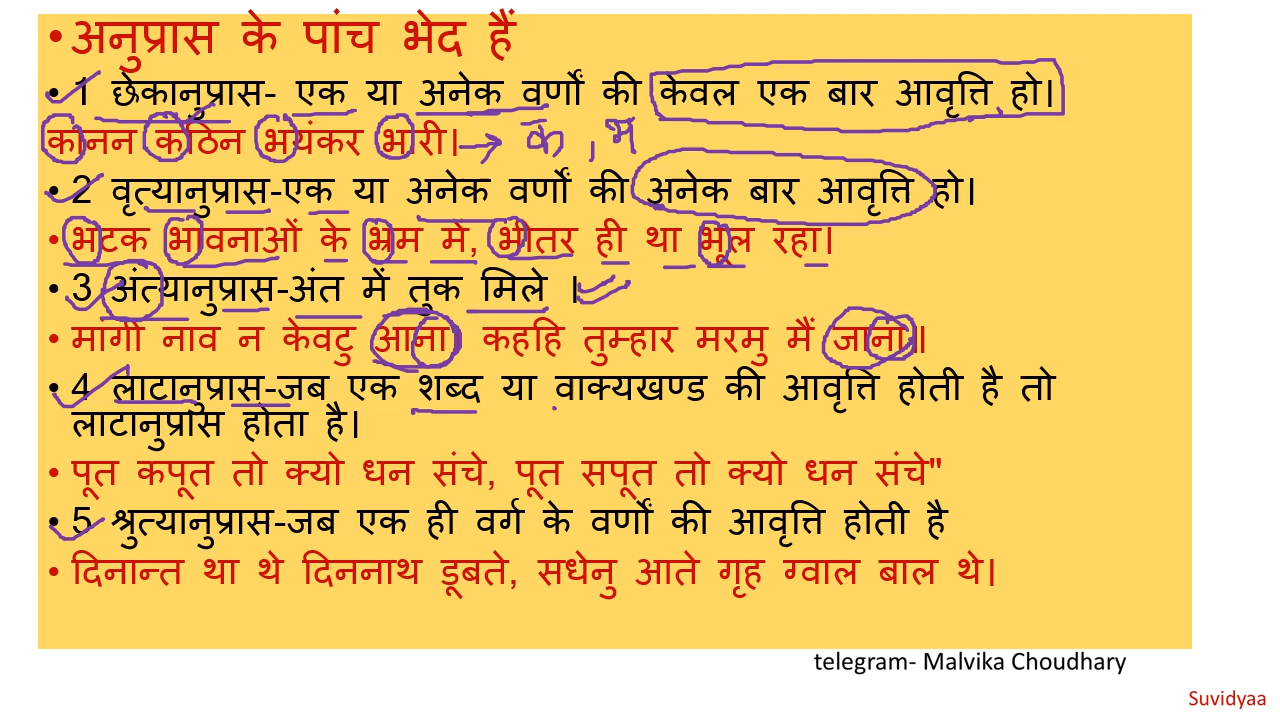 • अनुप्रास के पांच भेद हैं
• 1 छेकानुप्रास- एक या अनेक वर्णों की केवल एक बार आवृत्ति हो।
कानन कठिन भयंकर भारी। → क , भ
• 2 वृत्यानुप्रास-एक या अनेक वर्णों की अनेक बार आवृत्ति हो।
• भटक भावनाओं के भ्रम में, भीतर ही था भूल रहा।
• 3 अंत्यानुप्रास-अंत में तुक मिले ।
• मागी नाव न केवटु आना। कहहि तुम्हार मरमु मैं जाना॥
• 4 लाटानुप्रास-जब एक शब्द या वाक्यखण्ड की आवृत्ति होती है तो
लाटानुप्रास होता है।
• पूत कपूत तो क्यो धन संचे, पूत सपूत तो क्यो धन संचे"
• 5 श्रुत्यानुप्रास-जब एक ही वर्ग के वर्णों की आवृत्ति होती है
• दिनान्त था थे दिननाथ डूबते, सधेनु आते गृह ग्वाल बाल थे।
telegram- Malvika Choudhary
Suvidyaa